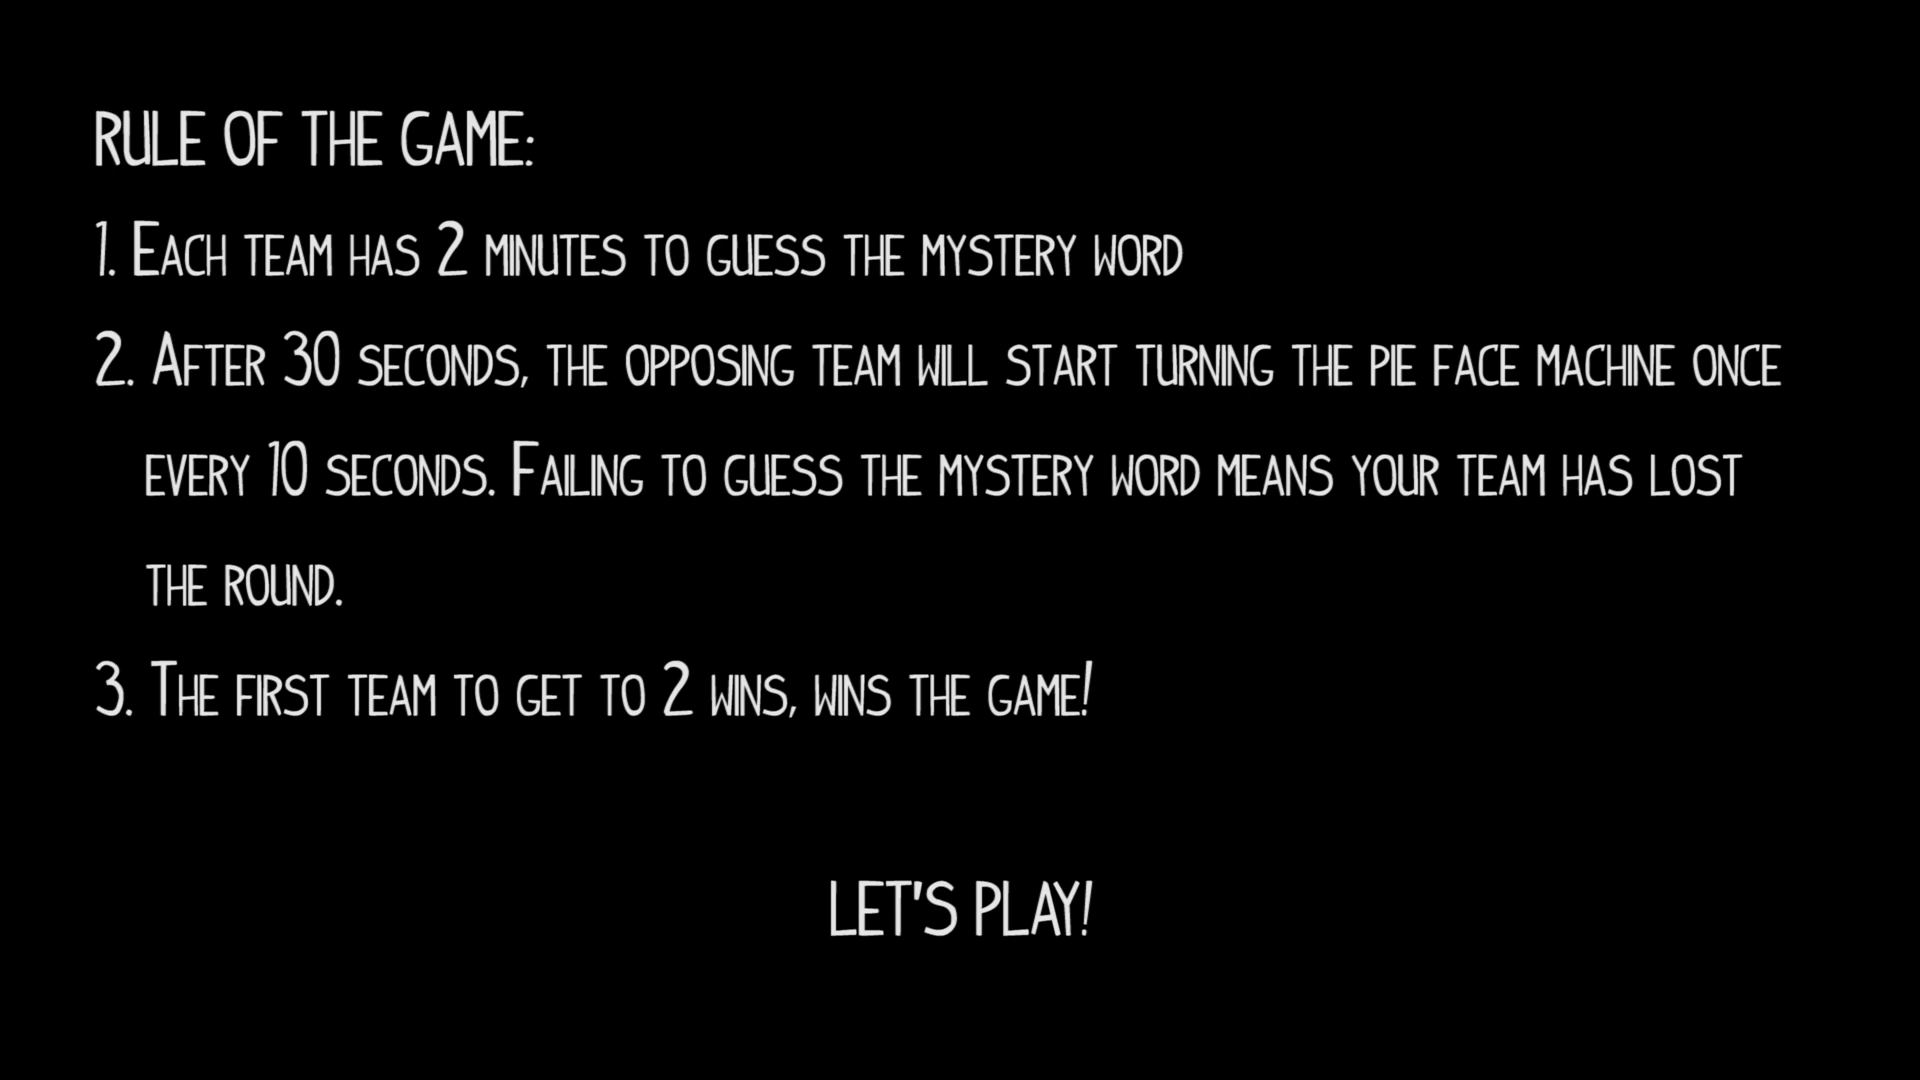 RULE OF THE GAME:
1. EACH TEAM HAS 2 MINUTES TO GUESS THE MYSTERY WORD
2. AFTER 30 SECONDS, THE OPPOSING TEAM WILL START TURNING THE PIE FACE MACHINE ONCE
EVERY 10 SECONDS. FAILING TO GUESS THE MYSTERY WORD MEANS YOUR TEAM HAS LOST
THE ROUND.
3. THE FIRST TEAM TO GET TO 2 WINS, WINS THE GAME!
LET'S PLAY!